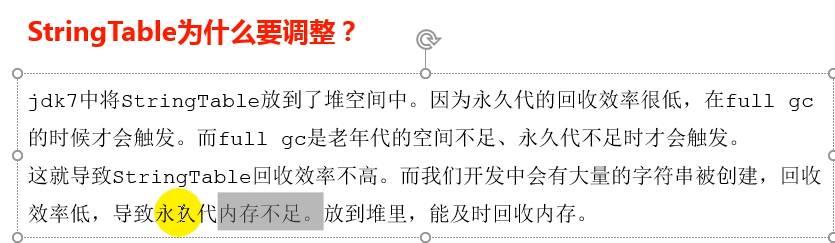 StringTable为什么要调整？
jdk7中将StringTable放到了堆空间中。因为永久代的回收效率很低，在full gc
的时候才会触发。而full gc是老年代的空间不足、永久代不足时才会触发。
这就导致StringTable回收效率不高。而我们开发中会有大量的字符串被创建，回收
效率低，导致永久代内存不足。放到堆里，能及时回收内存。